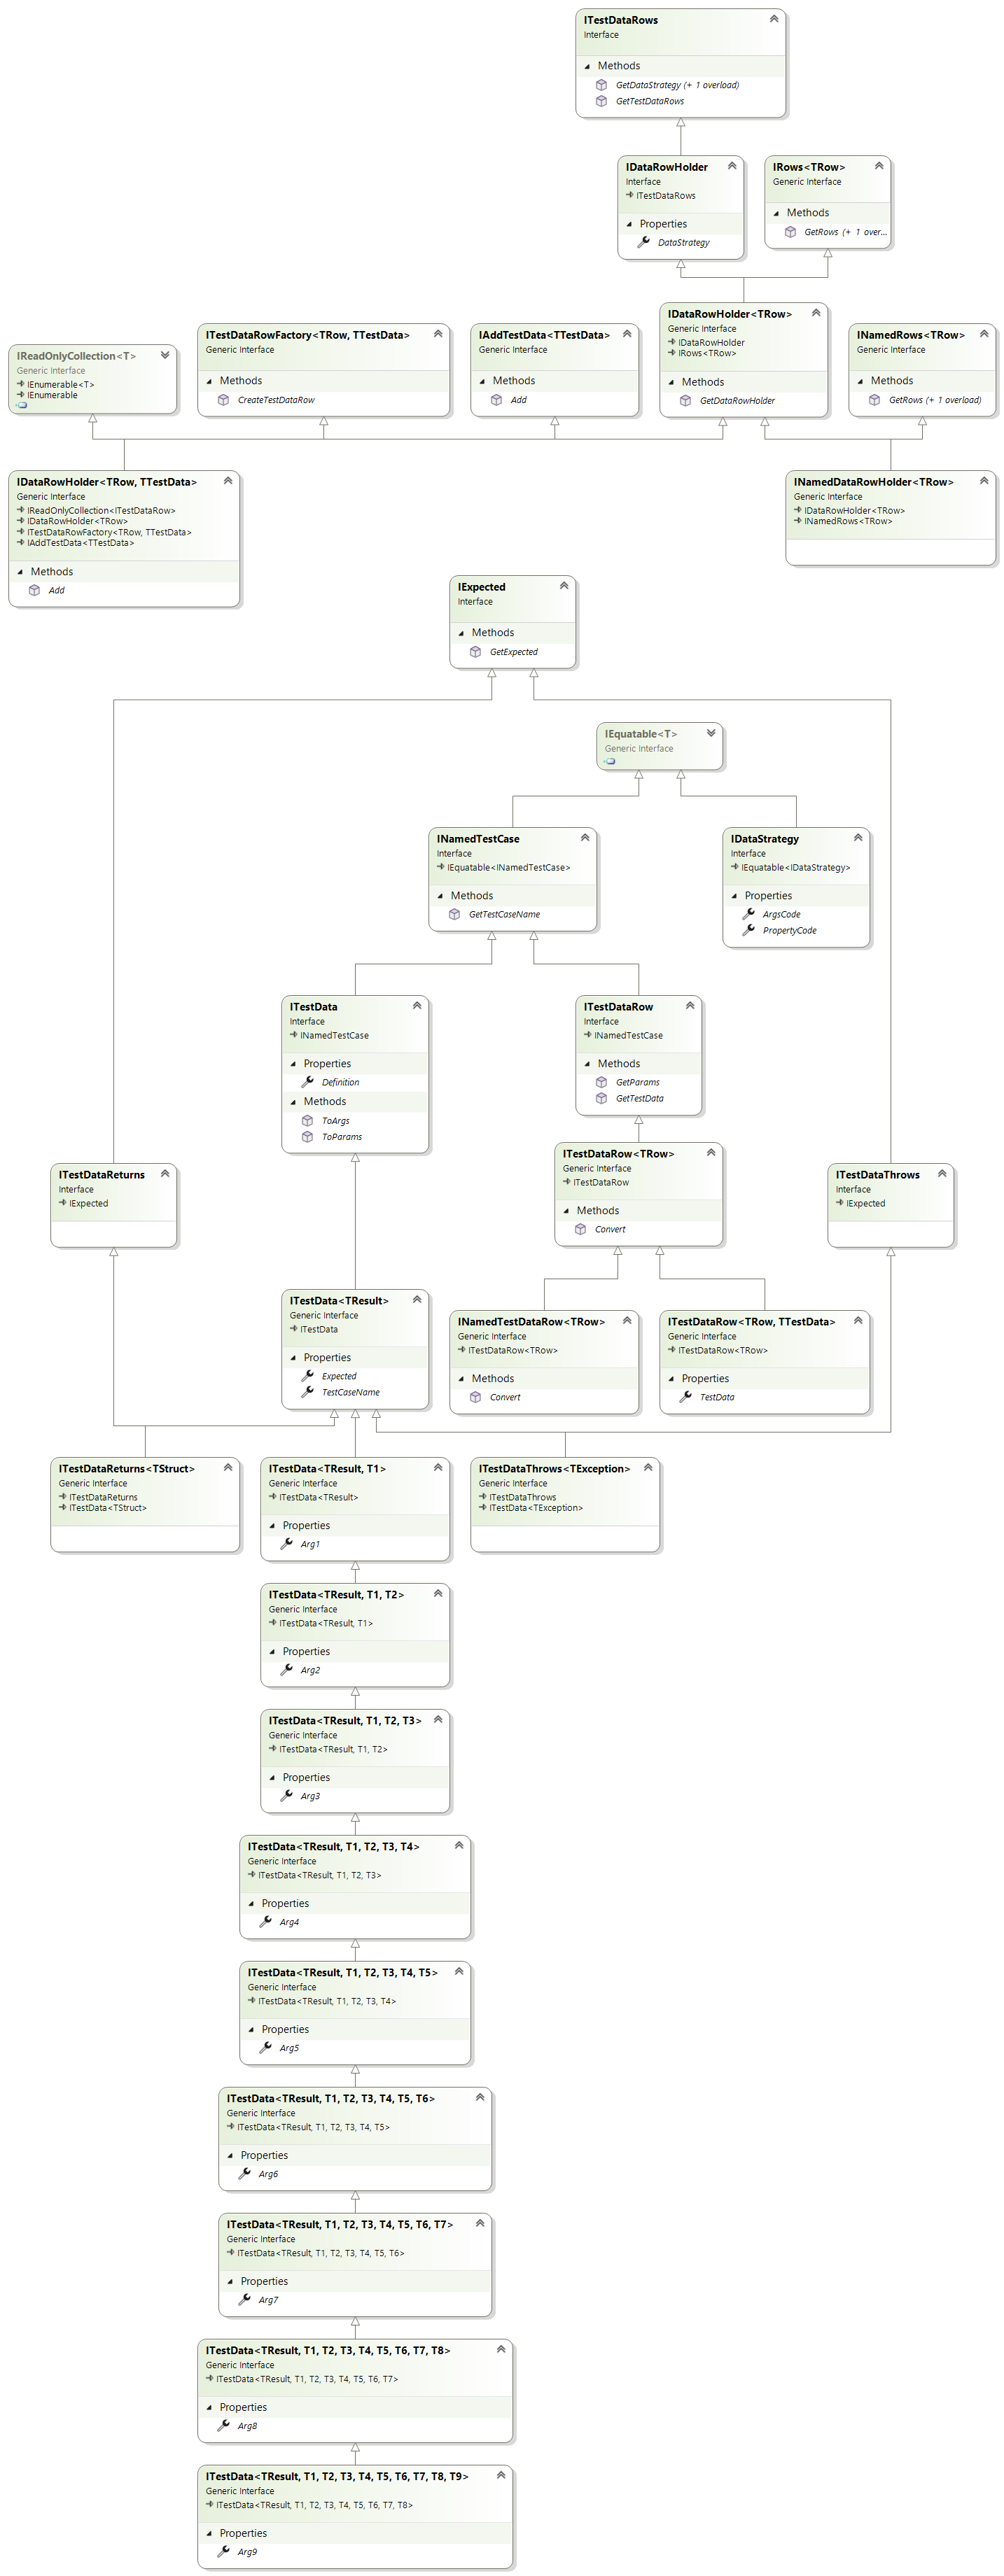 ITestDataRows
Interface
Methods
GetDataStrategy (+ 1 overload)
GetTestDataRows
IDataRowHolder
Interface
ITestDataRows
Properties
DataStrategy
IRows<TRow>
Generic Interface
Methods
GetRows (+ 1 over...
IReadOnlyCollection<T>
Generic Interface
IEnumerable<T>
IEnumerable
ITestDataRowFactory<TRow, TTestData>
Generic Interface
Methods
CreateTestDataRow
IAddTestData<TTestData>
Generic Interface
Methods
Add
IDataRowHolder<TRow>
Generic Interface
IDataRowHolder
IRows<TRow>
Methods
GetDataRowHolder
INamedRows<TRow>
Generic Interface
Methods
GetRows (+ 1 overload)
IDataRowHolder<TRow, TTestData>
Generic Interface
IReadOnlyCollection<ITestDataRow>
IDataRowHolder<TRow>
ITestDataRowFactory<TRow, TTestData>
IAddTestData<TTestData>
Methods
Add
INamedDataRowHolder<TRow>
Generic Interface
IDataRowHolder<TRow>
INamedRows<TRow>
IExpected
Interface
Methods
GetExpected
IEquatable<T>
Generic Interface
INamedTestCase
Interface
IEquatable<INamedTestCase>
Methods
GetTestCaseName
IDataStrategy
Interface
IEquatable<IDataStrategy>
Properties
ArgsCode
PropertyCode
ITestData
Interface
INamedTestCase
Properties
Definition
Methods
ToArgs
ToParams
ITestDataRow
Interface
INamedTestCase
Methods
GetParams
GetTestData
ITestDataReturns
Interface
IExpected
ITestDataRow<TRow>
Generic Interface
ITestDataRow
Methods
Convert
ITestDataThrows
Interface
IExpected
ITestData<TResult>
Generic Interface
ITestData
Properties
Expected
TestCaseName
INamedTestDataRow<TRow>
Generic Interface
ITestDataRow<TRow>
Methods
Convert
ITestDataRow<TRow, TTestData>
Generic Interface
ITestDataRow<TRow>
Properties
TestData
ITestDataReturns<TStruct>
Generic Interface
ITestDataReturns
ITestData<TStruct>
ITestData<TResult, T1>
Generic Interface
ITestData<TResult>
Properties
Arg1
ITestDataThrows<TException>
Generic Interface
ITestDataThrows
ITestData<TException>
ITestData<TResult, T1, T2>
Generic Interface
ITestData<TResult, T1>
Properties
Arg2
ITestData<TResult, T1, T2, T3>
Generic Interface
ITestData<TResult, T1, T2>
Properties
Arg3
ITestData<TResult, T1, T2, T3, T4>
Generic Interface
ITestData<TResult, T1, T2, T3>
Properties
Arg4
ITestData<TResult, T1, T2, T3, T4, T5>
Generic Interface
ITestData<TResult, T1, T2, T3, T4>
Properties
Arg5
ITestData<TResult, T1, T2, T3, T4, T5, T6>
Generic Interface
ITestData<TResult, T1, T2, T3, T4, T5>
Properties
Arg6
ITestData<TResult, T1, T2, T3, T4, T5, T6, T7>
Generic Interface
ITestData<TResult, T1, T2, T3, T4, T5, T6>
Properties
Arg7
ITestData<TResult, T1, T2, T3, T4, T5, T6, T7, T8>
Generic Interface
ITestData<TResult, T1, T2, T3, T4, T5, T6, T7>
Properties
Arg8
ITestData<TResult, T1, T2, T3, T4, T5, T6, T7, T8, T9>
Generic Interface
ITestData<TResult, T1, T2, T3, T4, T5, T6, T7, T8>
Properties
Arg9